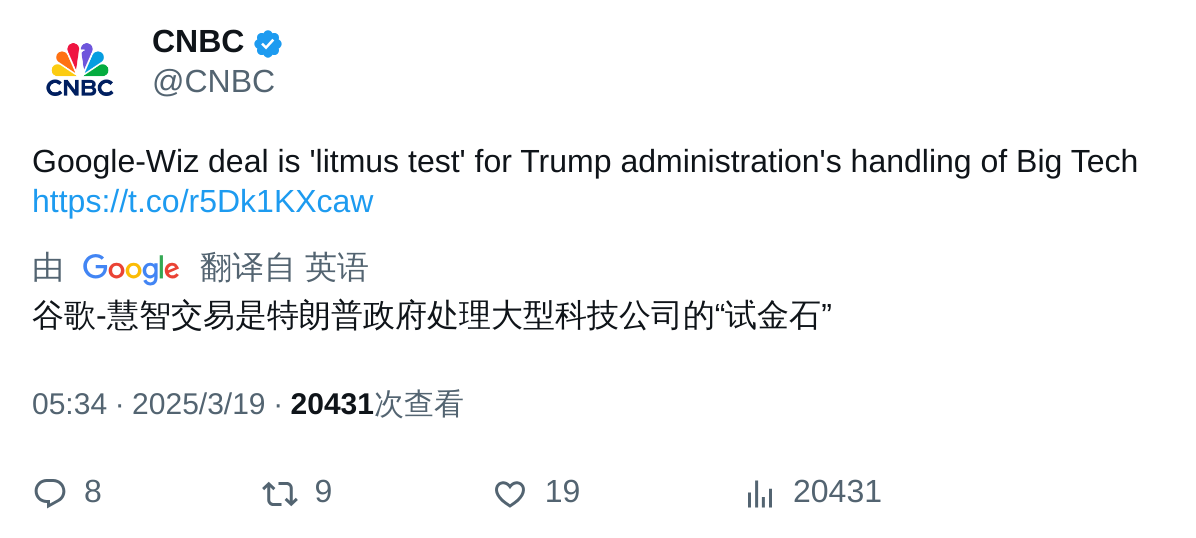 CNBC
@CNBC
CNBC
Google-Wiz deal is 'litmus test' for Trump administration's handling of Big Tech
https://t.co/r5Dk1KXcaw
由 Google 翻译自 英语
谷歌-慧智交易是特朗普政府处理大型科技公司的“试金石”
05:34 · 2025/3/19 · 20431次查看
8 9 19 20431